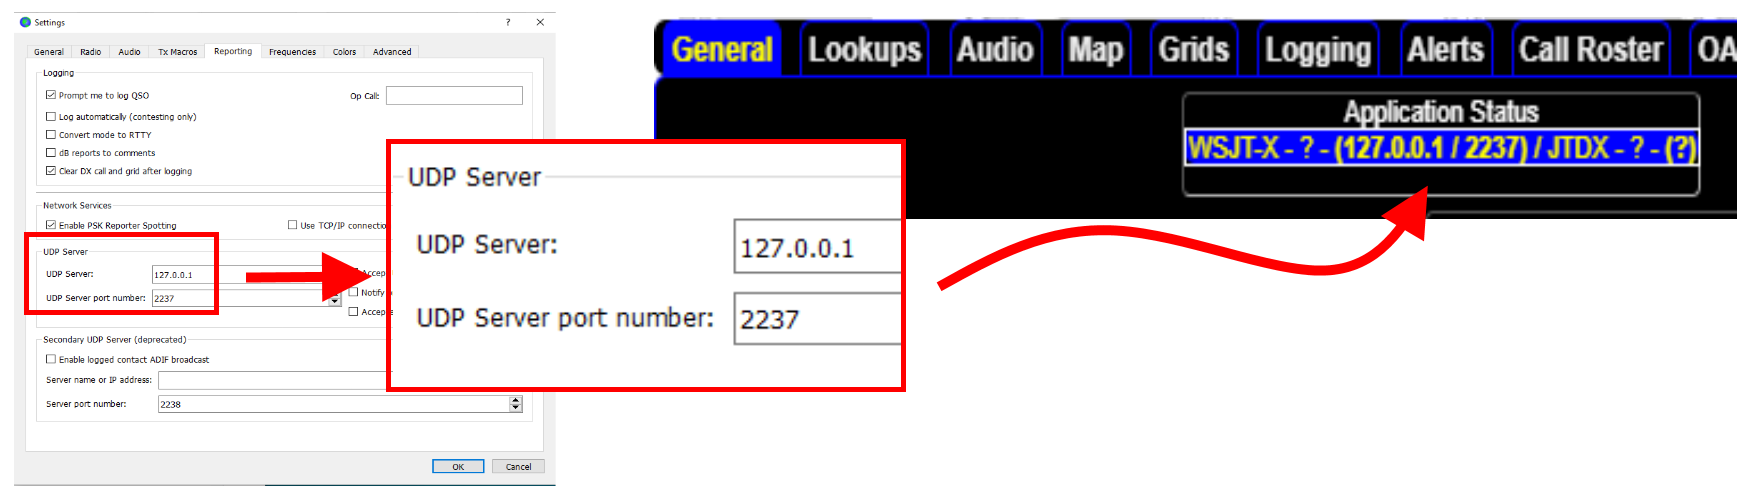 Settings
? ×
General Radio Audio Tx Macros Reporting Frequencies Colors Advanced
Logging
Prompt me to log QSO
Op Call:
Log automatically (contesting only)
Convert mode to RTTY
dB reports to comments
Clear DX call and grid after logging
Network Services
Enable PSK Reporter Spotting
Use TCP/IP connectio
UDP Server
UDP Server: 127.0.0.1
Accep
UDP Server port number: 2237
Notify
Accep
Secondary UDP Server (deprecated)
Enable logged contact ADIF broadcast
Server name or IP address:
Server port number: 2238
OK Cancel
UDP Server
UDP Server: 127.0.0.1
UDP Server port number: 2237
General Lookups Audio Map Grids Logging Alerts Call Roster OA
Application Status
WSJT-X - ? - (127.0.0.1 / 2237) / JTDX - ? - (?)